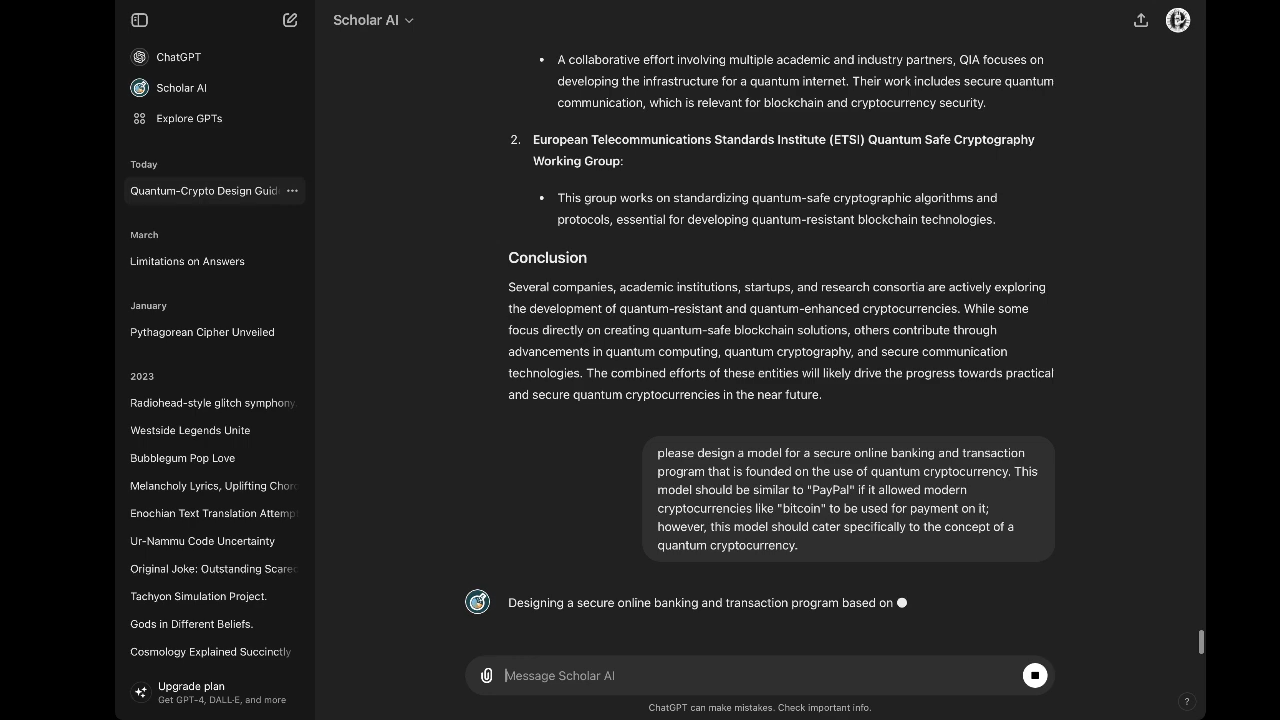 Scholar AI
ChatGPT
Scholar AI
Explore GPTs
Today
Quantum-Crypto Design Guid
March
Limitations on Answers
January
Pythagorean Cipher Unveiled
2023
Radiohead-style glitch symphony.
Westside Legends Unite
Bubblegum Pop Love
Melancholy Lyrics, Uplifting Chor
Enochian Text Translation Attempt
Ur-Nammu Code Uncertainty
Original Joke: Outstanding Scarec
Tachyon Simulation Project.
Gods in Different Beliefs.
Cosmology Explained Succinctly
Upgrade plan
Get GPT-4, DALL·E, and more
• A collaborative effort involving multiple academic and industry partners, QIA focuses on
developing the infrastructure for a quantum internet. Their work includes secure quantum
communication, which is relevant for blockchain and cryptocurrency security.
2. European Telecommunications Standards Institute (ETSI) Quantum Safe Cryptography
Working Group:
• This group works on standardizing quantum-safe cryptographic algorithms and
protocols, essential for developing quantum-resistant blockchain technologies.
Conclusion
Several companies, academic institutions, startups, and research consortia are actively exploring
the development of quantum-resistant and quantum-enhanced cryptocurrencies. While some
focus directly on creating quantum-safe blockchain solutions, others contribute through
advancements in quantum computing, quantum cryptography, and secure communication
technologies. The combined efforts of these entities will likely drive the progress towards practical
and secure quantum cryptocurrencies in the near future.
please design a model for a secure online banking and transaction
program that is founded on the use of quantum cryptocurrency. This
model should be similar to "PayPal" if it allowed modern
cryptocurrencies like "bitcoin" to be used for payment on it;
however, this model should cater specifically to the concept of a
quantum cryptocurrency.
Designing a secure online banking and transaction program based on
Message Scholar AI
ChatGPT can make mistakes. Check important info.
?